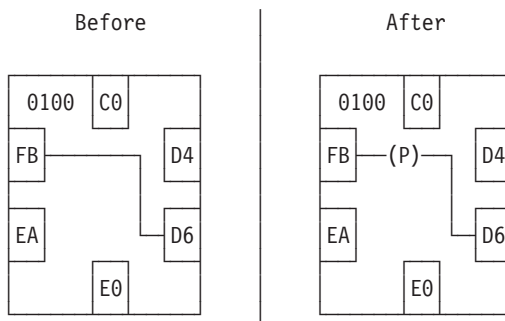 Before After
0100 C0 0100 C0
FB D4 FB (P) D4
EA D6 EA D6
E0 E0